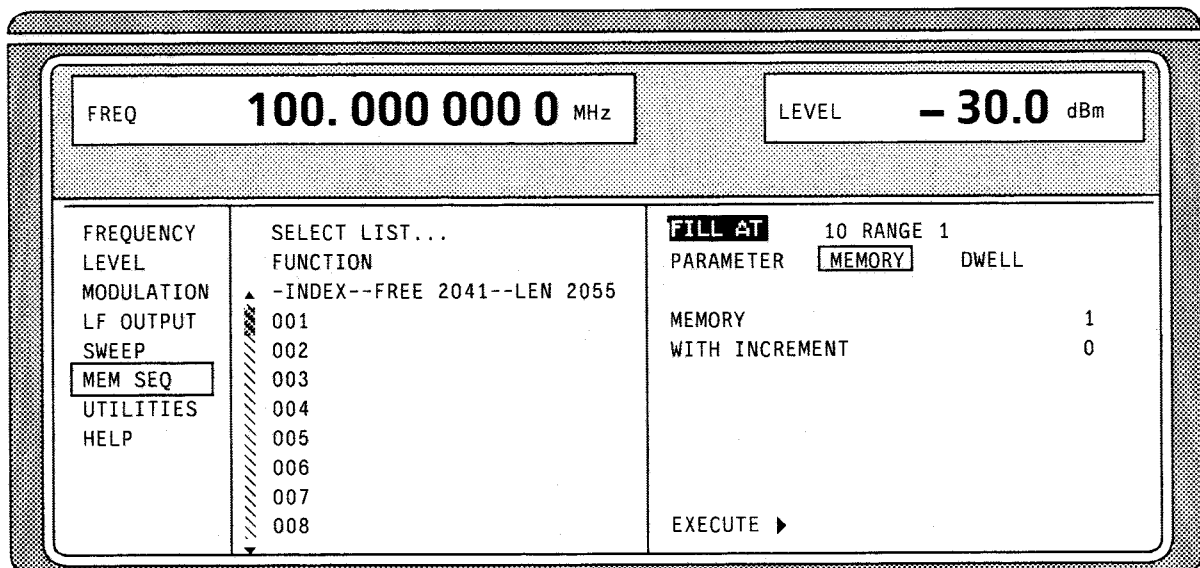 FREQ 100. 000 000 0 MHz
LEVEL – 30.0 dBm
FREQUENCY
LEVEL
MODULATION
LF OUTPUT
SWEEP
MEM SEQ
UTILITIES
HELP
SELECT LIST...
FUNCTION
-INDEX--FREE 2041--LEN 2055
001
002
003
004
005
006
007
008
FILL AT 10 RANGE 1
PARAMETER MEMORY DWELL
MEMORY 1
WITH INCREMENT 0
EXECUTE